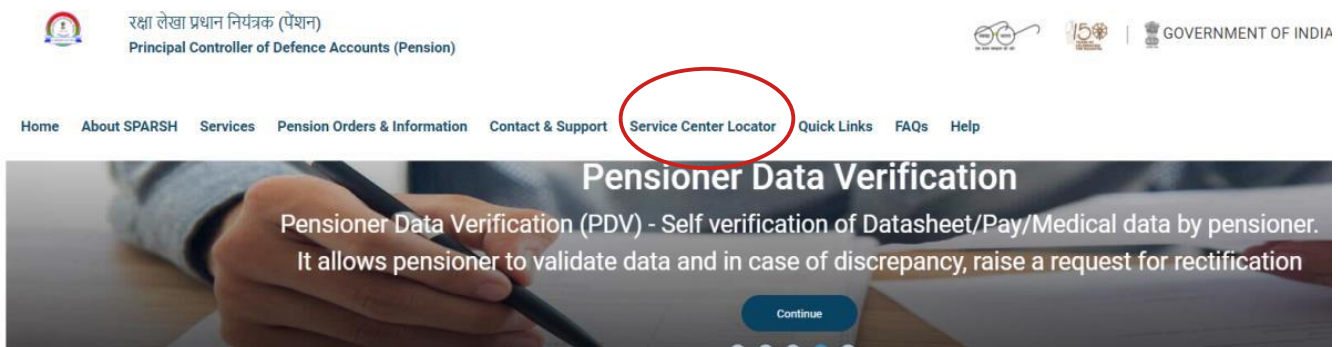 रक्षा लेखा प्रधान नियंत्रक (पेंशन)
Principal Controller of Defence Accounts (Pension)
GOVERNMENT OF INDIA
Home About SPARSH Services Pension Orders & Information Contact & Support Service Center Locator Quick Links FAQs Help
Pensioner Data Verification
Pensioner Data Verification (PDV) - Self verification of Datasheet/Pay/Medical data by pensioner.
It allows pensioner to validate data and in case of discrepancy, raise a request for rectification
Continue